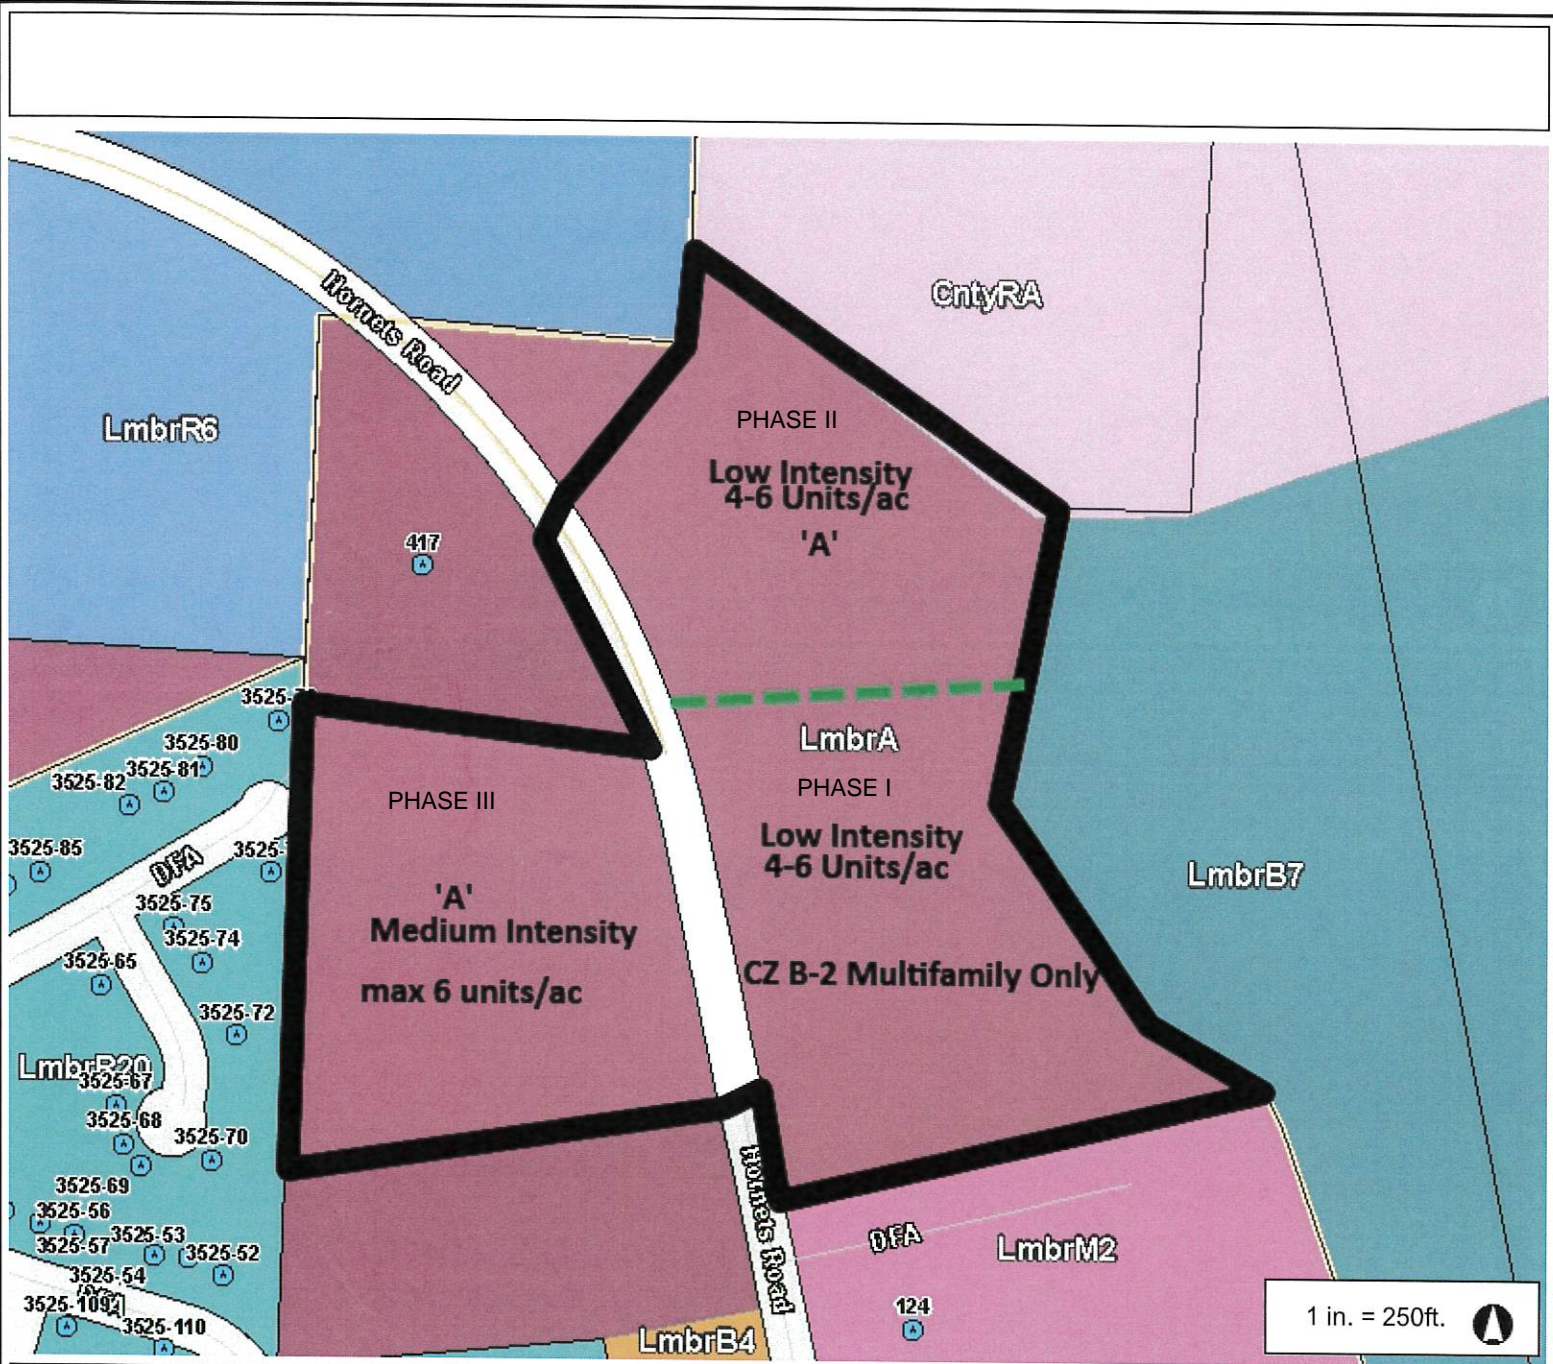 Hornets Road
CntyRA
LmbrR6
PHASE II
Low Intensity
4-6 Units/ac
'A'
417
3525-
3525-80
3525-81
3525-82
LmbrA
PHASE I
Low Intensity
4-6 Units/ac
CZ B-2 Multifamily Only
PHASE III
'A'
Medium Intensity
max 6 units/ac
LmbrB7
3525-85
DFA
3525-
3525-75
3525-74
3525-65
3525-72
3525-67
3525-68
3525-70
3525-69
3525-56
3525-57
3525-53
3525-52
3525-54
3525-109
3525-110
Hornets Road
DFA
LmbrM2
124
LmbrB4
1 in. = 250ft.